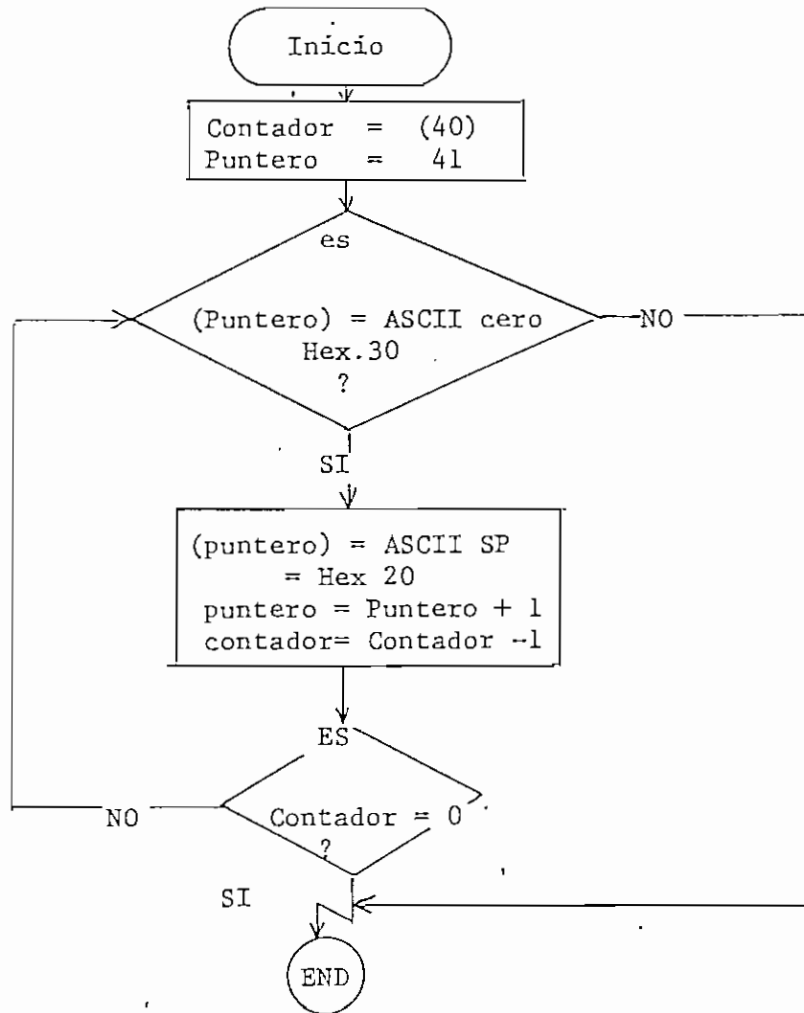 Inicio
Contador = (40)
Puntero = 41
es
(Puntero) = ASCII cero
Hex.30
?
NO
SI
(puntero) = ASCII SP
= Hex 20
puntero = Puntero + 1
contador= Contador -1
ES
Contador = 0
?
NO
SI
END